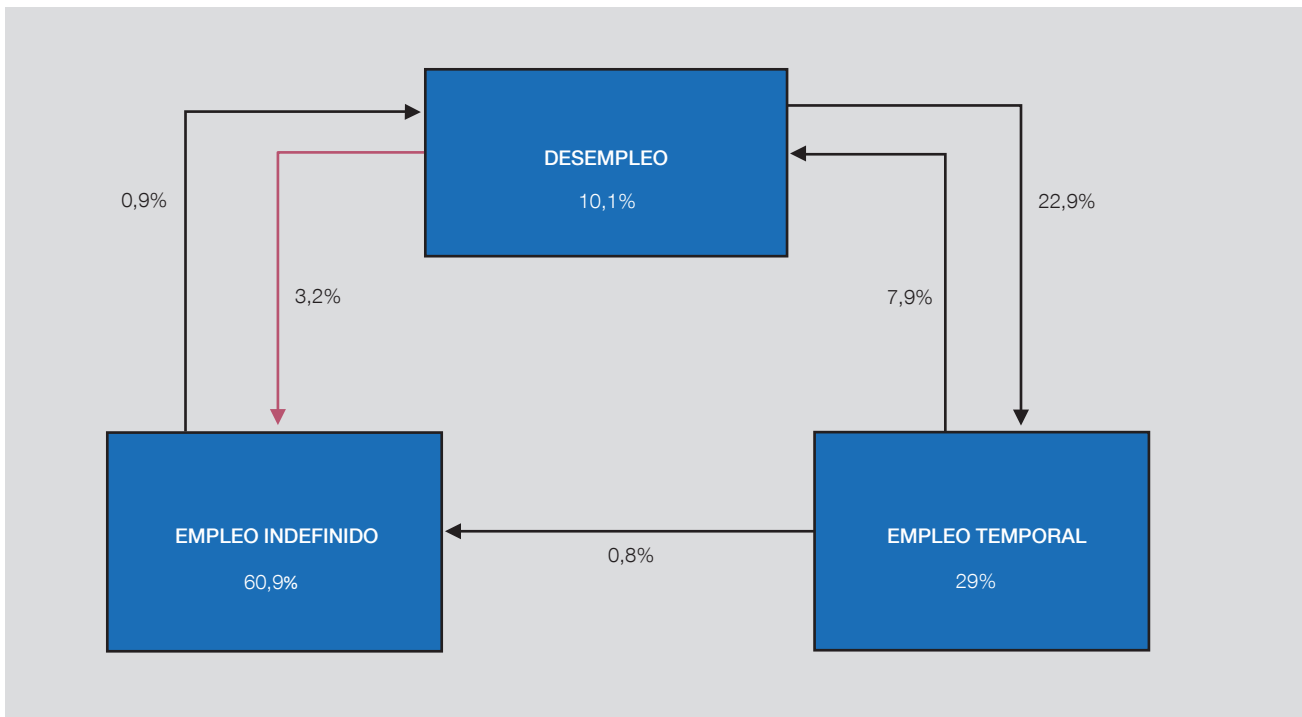 DESEMPLEO
10,1%
0,9%
22,9%
3,2%
7,9%
EMPLEO INDEFINIDO
60,9%
EMPLEO TEMPORAL
29%
0,8%